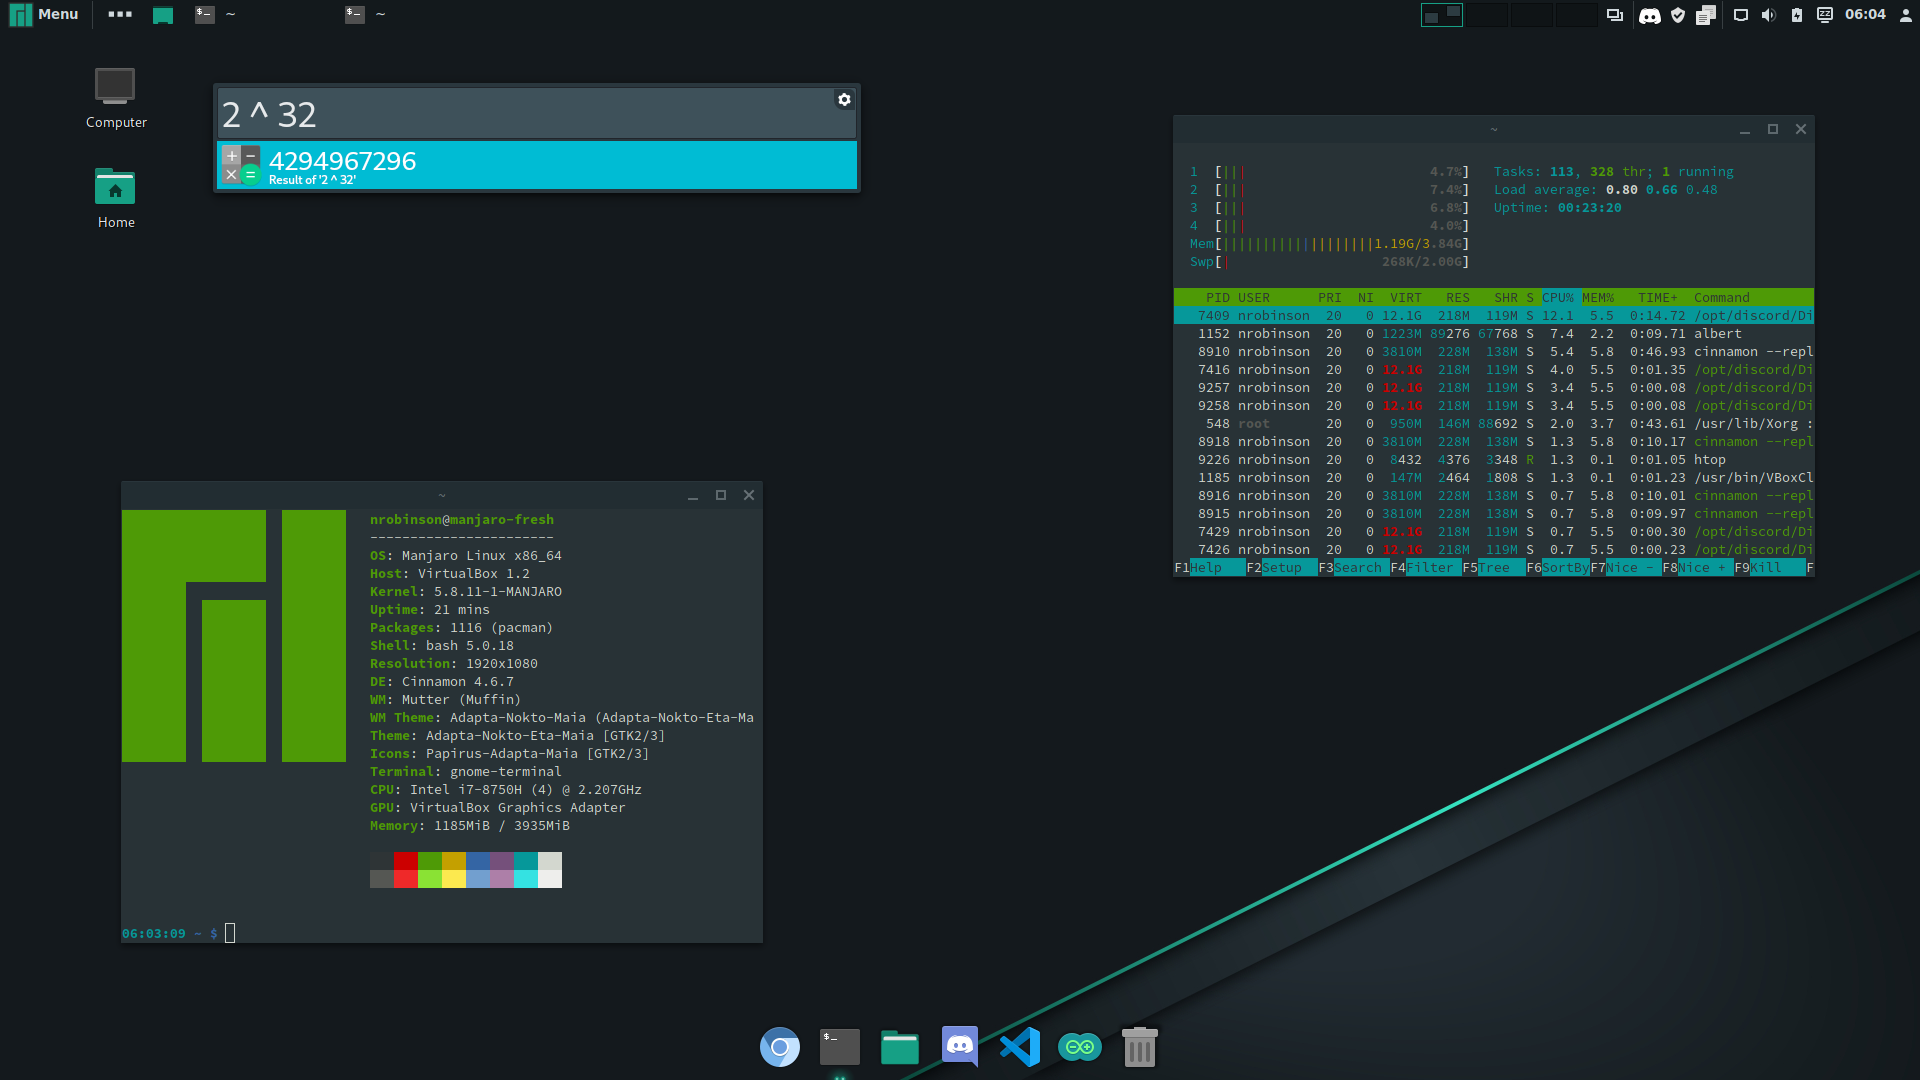 Menu
$_ ~
$_ ~
06:04
Computer
Home
2 ^ 32
4294967296
Result of '2 ^ 32'
~
1 [||| 4.7%] Tasks: 113, 328 thr; 1 running
2 [||| 7.4%] Load average: 0.80 0.66 0.48
3 [||| 6.8%] Uptime: 00:23:20
4 [||| 4.0%]
Mem[|||||||||||||||||||1.19G/3.84G]
Swp[| 268K/2.00G]
PID USER PRI NI VIRT RES SHR S CPU% MEM% TIME+ Command
7409 nrobinson 20 0 12.1G 218M 119M S 12.1 5.5 0:14.72 /opt/discord/Di
1152 nrobinson 20 0 1223M 89276 67768 S 7.4 2.2 0:09.71 albert
8910 nrobinson 20 0 3810M 228M 138M S 5.4 5.8 0:46.93 cinnamon --repl
7416 nrobinson 20 0 12.1G 218M 119M S 4.0 5.5 0:01.35 /opt/discord/Di
9257 nrobinson 20 0 12.1G 218M 119M S 3.4 5.5 0:00.08 /opt/discord/Di
9258 nrobinson 20 0 12.1G 218M 119M S 3.4 5.5 0:00.08 /opt/discord/Di
548 root 20 0 950M 146M 88692 S 2.0 3.7 0:43.61 /usr/lib/Xorg :
8918 nrobinson 20 0 3810M 228M 138M S 1.3 5.8 0:10.17 cinnamon --repl
9226 nrobinson 20 0 8432 4376 3348 R 1.3 0.1 0:01.05 htop
1185 nrobinson 20 0 147M 2464 1808 S 1.3 0.1 0:01.23 /usr/bin/VBoxCl
8916 nrobinson 20 0 3810M 228M 138M S 0.7 5.8 0:10.01 cinnamon --repl
8915 nrobinson 20 0 3810M 228M 138M S 0.7 5.8 0:09.97 cinnamon --repl
7429 nrobinson 20 0 12.1G 218M 119M S 0.7 5.5 0:00.30 /opt/discord/Di
7426 nrobinson 20 0 12.1G 218M 119M S 0.7 5.5 0:00.23 /opt/discord/Di
F1Help F2Setup F3Search F4Filter F5Tree F6SortByF7Nice -F8Nice +F9Kill F
~
nrobinson@manjaro-fresh
-----------------------
OS: Manjaro Linux x86_64
Host: VirtualBox 1.2
Kernel: 5.8.11-1-MANJARO
Uptime: 21 mins
Packages: 1116 (pacman)
Shell: bash 5.0.18
Resolution: 1920x1080
DE: Cinnamon 4.6.7
WM: Mutter (Muffin)
WM Theme: Adapta-Nokto-Maia (Adapta-Nokto-Eta-Ma
Theme: Adapta-Nokto-Eta-Maia [GTK2/3]
Icons: Papirus-Adapta-Maia [GTK2/3]
Terminal: gnome-terminal
CPU: Intel i7-8750H (4) @ 2.207GHz
GPU: VirtualBox Graphics Adapter
Memory: 1185MiB / 3935MiB
06:03:09 ~ $
$_